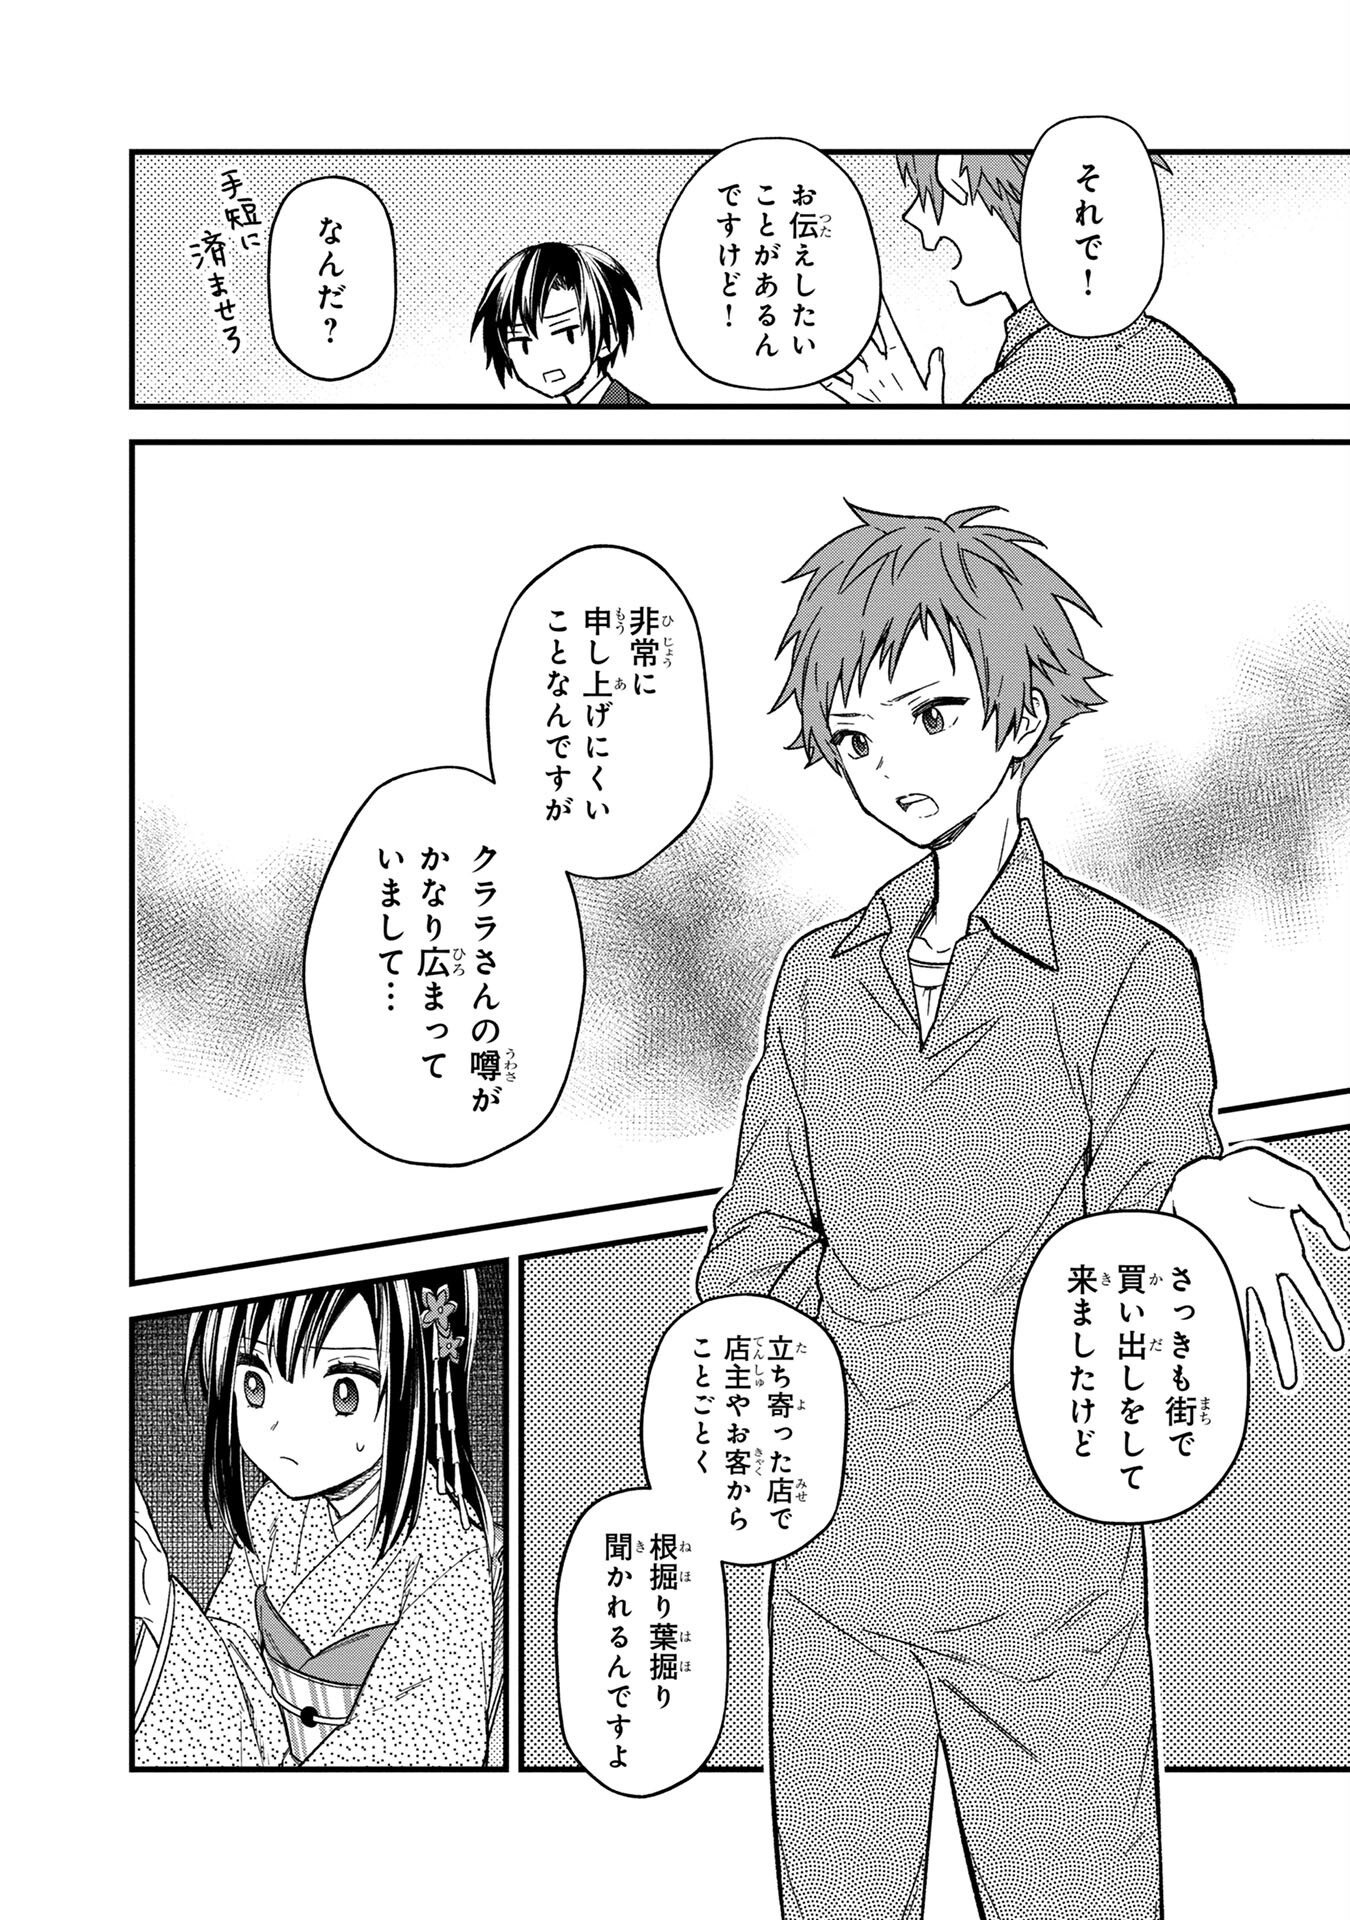 それで！
お伝えしたい
ことがあるん
ですけど！
なんだ？
手短に
済ませろ
非常に
申し上げにくい
ことなんですが
クララさんの噂が
かなり広まって
いまして…
さっきも街で
買い出しをして
来ましたけど
立ち寄った店で
店主やお客から
ことごとく
根掘り葉掘り
聞かれるんですよ